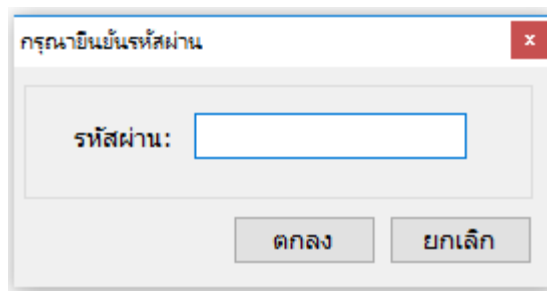 กรุณายืนยันรหัสผ่าน
x
รหัสผ่าน:
ตกลง
ยกเลิก